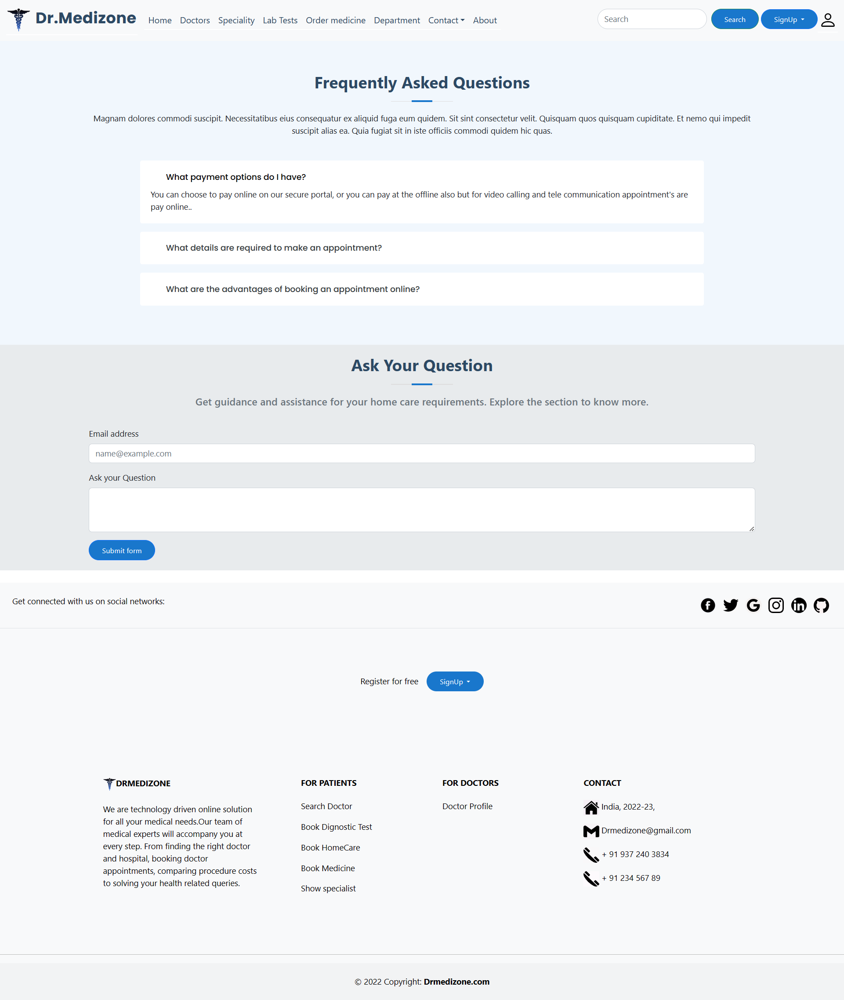 Dr.Medizone
Home Doctors Speciality Lab Tests Order medicine Department Contact About
Search
Search
SignUp
Frequently Asked Questions
Magnam dolores commodi suscipit. Necessitatibus eius consequatur ex aliquid fuga eum quidem. Sit sint consectetur velit. Quisquam quos quisquam cupiditate. Et nemo qui impedit
suscipit alias ea. Quia fugiat sit in iste officiis commodi quidem hic quas.
What payment options do I have?
You can choose to pay online on our secure portal, or you can pay at the offline also but for video calling and tele communication appointment's are
pay online..
What details are required to make an appointment?
What are the advantages of booking an appointment online?
Ask Your Question
Get guidance and assistance for your home care requirements. Explore the section to know more.
Email address
name@example.com
Ask your Question
Submit form
Get connected with us on social networks:
Register for free
SignUp
DRMEDIZONE
We are technology driven online solution
for all your medical needs.Our team of
medical experts will accompany you at
every step. From finding the right doctor
and hospital, booking doctor
appointments, comparing procedure costs
to solving your health related queries.
FOR PATIENTS
Search Doctor
Book Dignostic Test
Book HomeCare
Book Medicine
Show specialist
FOR DOCTORS
Doctor Profile
CONTACT
India, 2022-23,
Drmedizone@gmail.com
+ 91 937 240 3834
+ 91 234 567 89
© 2022 Copyright: Drmedizone.com